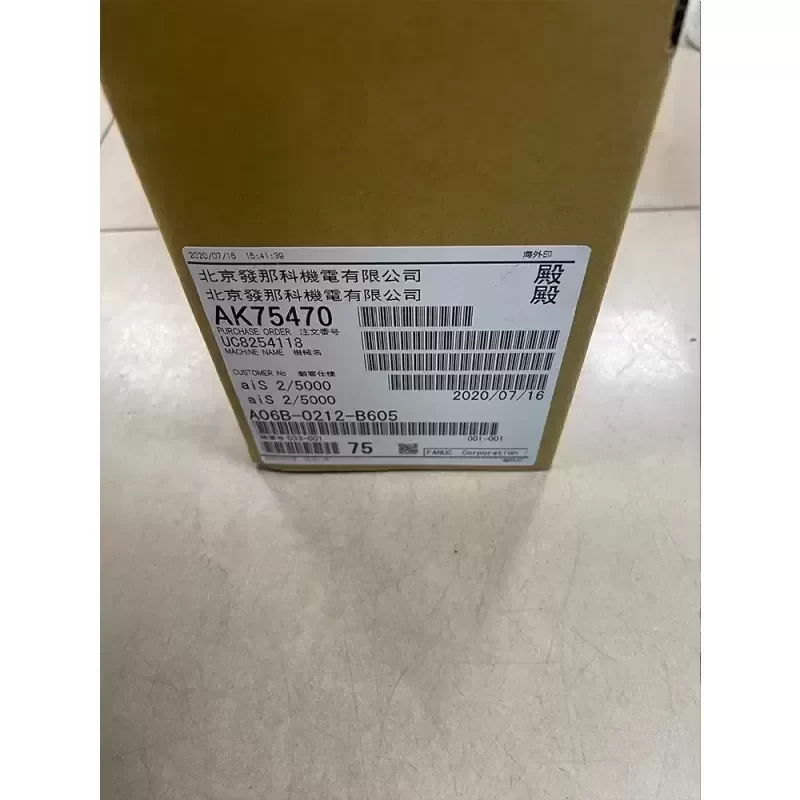 2020/07/16 15:41:39
海外印
北京發那科機電有限公司 殿
北京發那科機電有限公司 殿
AK75470
PURCHASE ORDER 注文番号
UC8254118
MACHINE NAME 機械名
CUSTOMER No 顧客仕様
aiS 2/5000
aiS 2/5000 2020/07/16
A06B-0212-B605
033-001 001-001
75 FANUC Corporation